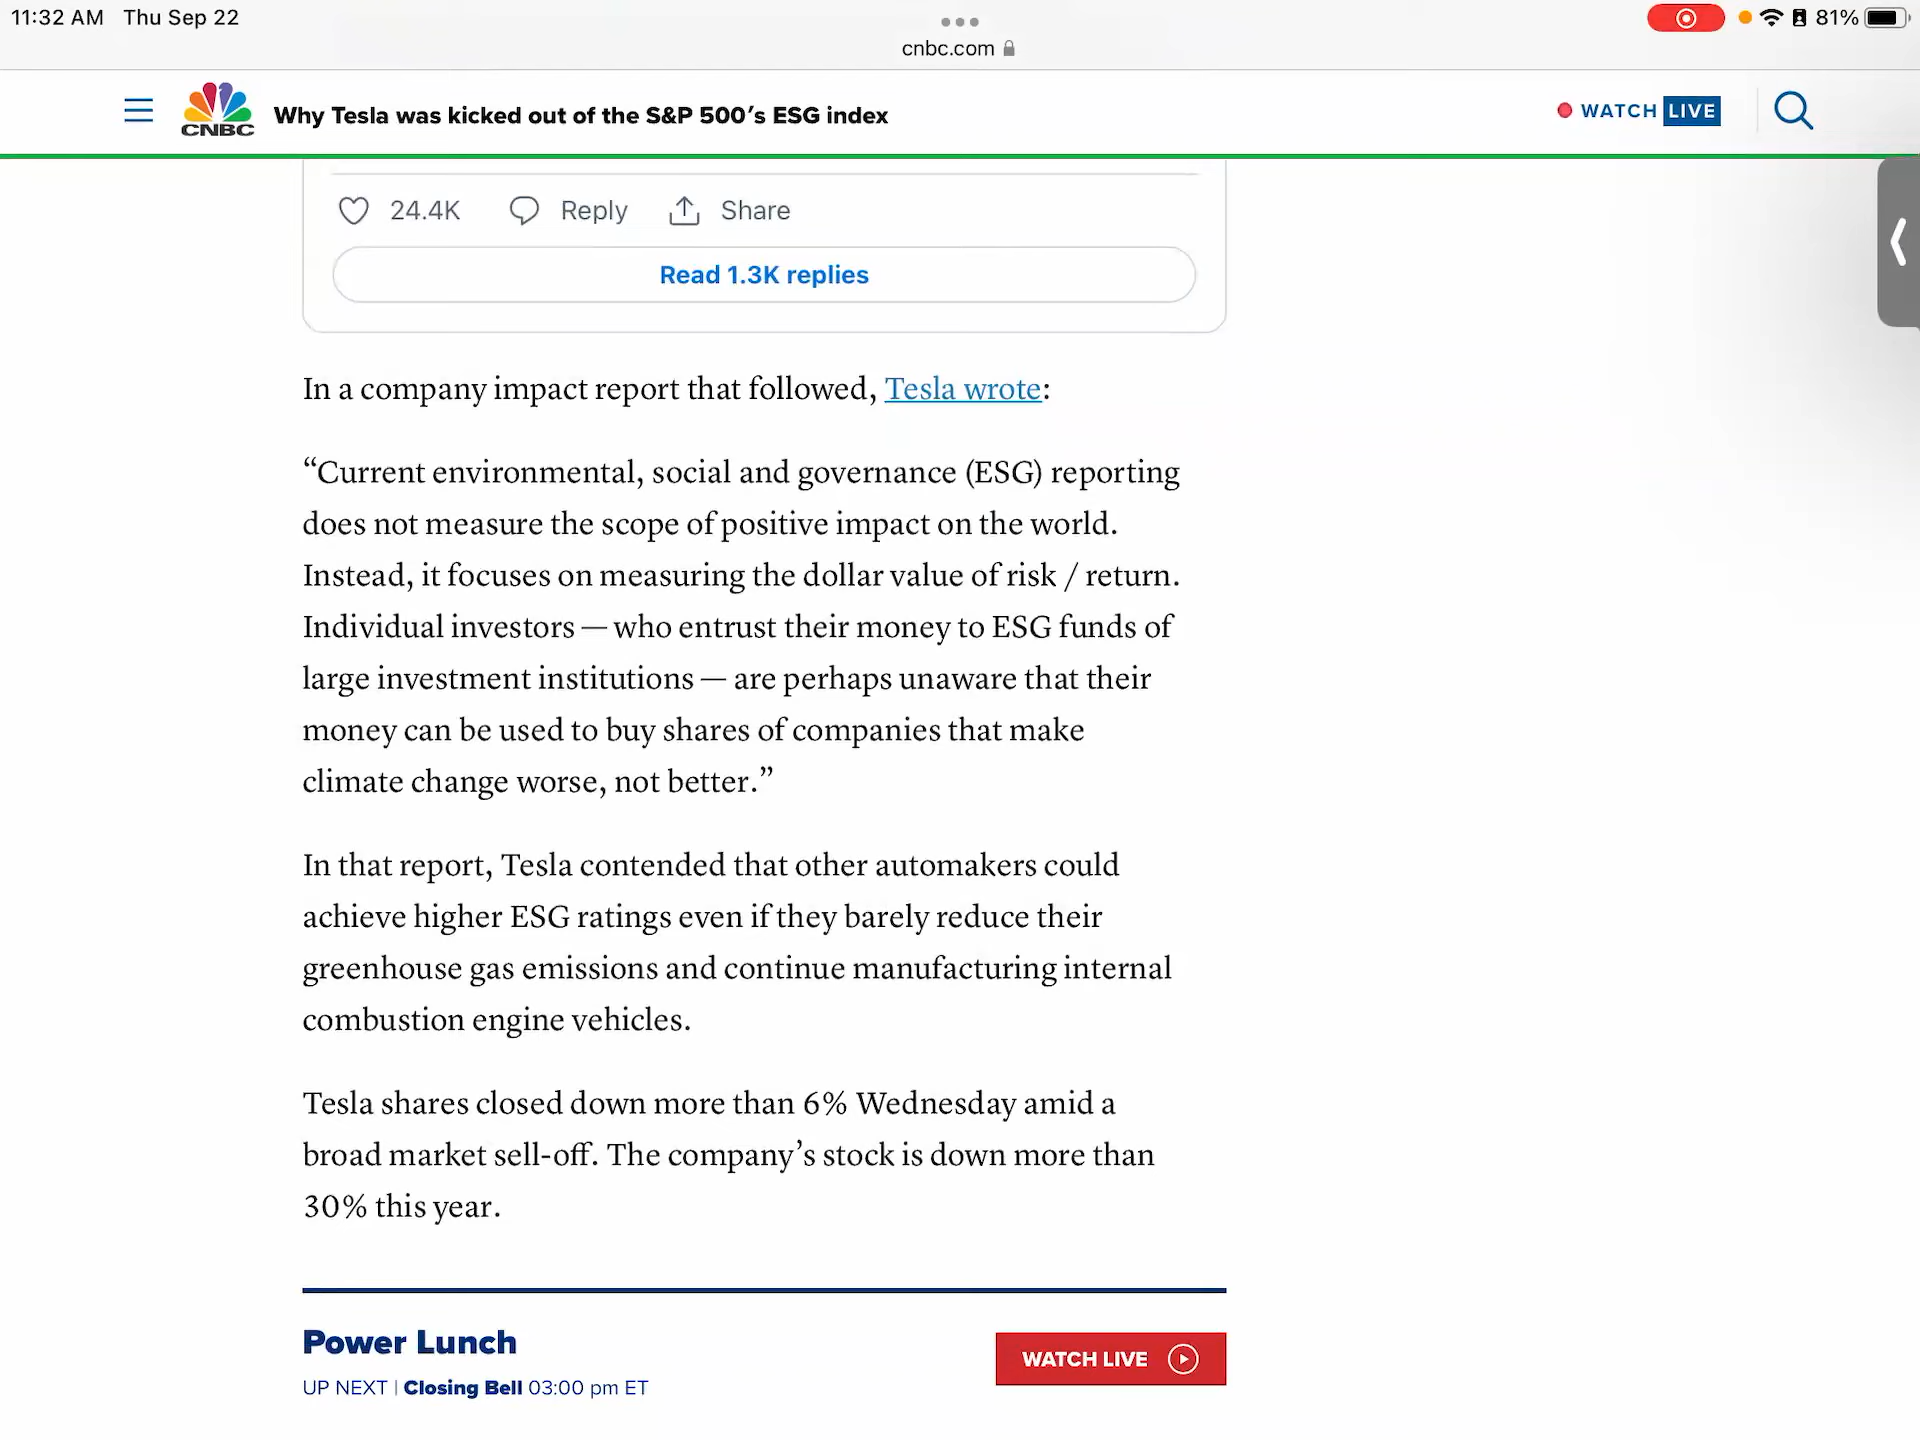 11:32 AM Thu Sep 22
81%
cnbc.com
CNBC
Why Tesla was kicked out of the S&P 500’s ESG index
WATCH LIVE
24.4K Reply Share
Read 1.3K replies
In a company impact report that followed, Tesla wrote:
“Current environmental, social and governance (ESG) reporting
does not measure the scope of positive impact on the world.
Instead, it focuses on measuring the dollar value of risk / return.
Individual investors — who entrust their money to ESG funds of
large investment institutions — are perhaps unaware that their
money can be used to buy shares of companies that make
climate change worse, not better.”
In that report, Tesla contended that other automakers could
achieve higher ESG ratings even if they barely reduce their
greenhouse gas emissions and continue manufacturing internal
combustion engine vehicles.
Tesla shares closed down more than 6% Wednesday amid a
broad market sell-off. The company’s stock is down more than
30% this year.
Power Lunch
UP NEXT | Closing Bell 03:00 pm ET
WATCH LIVE